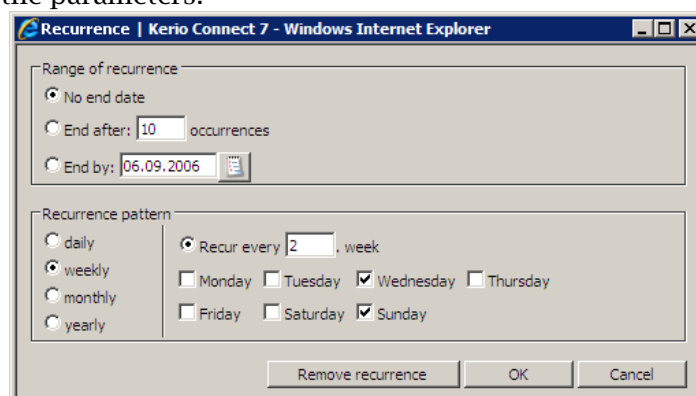 the parameters.
Recurrence | Kerio Connect 7 - Windows Internet Explorer
Range of recurrence
No end date
End after: 10 occurrences
End by: 06.09.2006
Recurrence pattern
daily
Recur every 2 . week
weekly
Monday Tuesday Wednesday Thursday
monthly
Friday Saturday Sunday
yearly
Remove recurrence OK Cancel